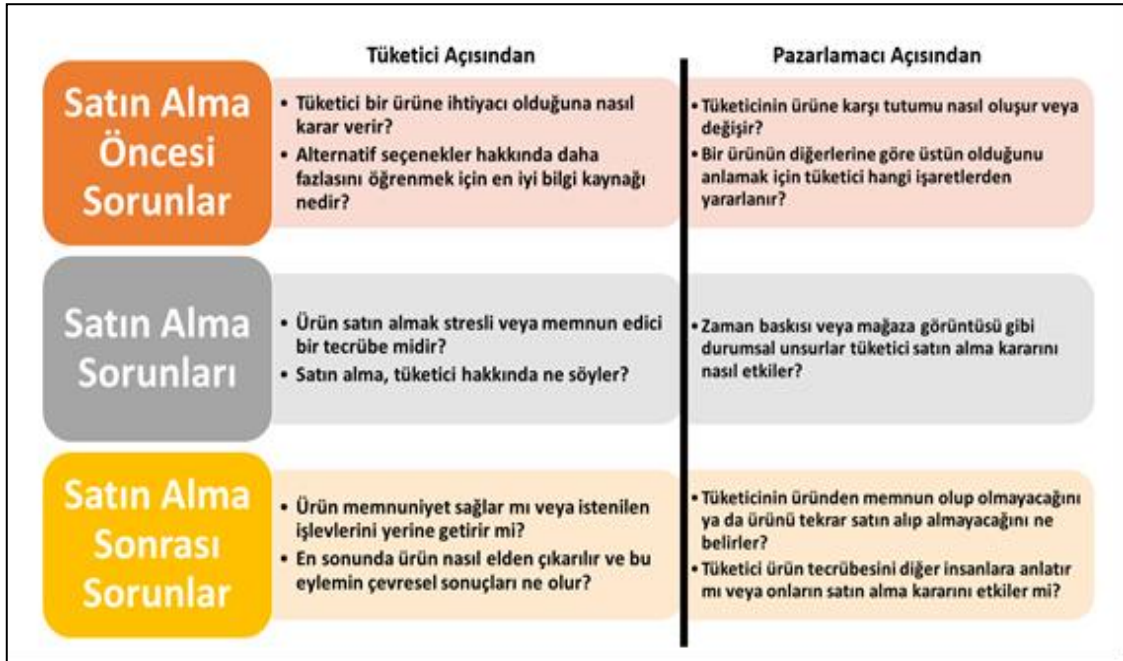 Tüketici Açısından
Pazarlamacı Açısından
Satın Alma
Öncesi
Sorunlar
• Tüketici bir ürüne ihtiyacı olduğuna nasıl
karar verir?
• Alternatif seçenekler hakkında daha
fazlasını öğrenmek için en iyi bilgi kaynağı
nedir?
• Tüketicinin ürüne karşı tutumu nasıl oluşur veya
değişir?
• Bir ürünün diğerlerine göre üstün olduğunu
anlamak için tüketici hangi işaretlerden
yararlanır?
Satın Alma
Sorunları
• Ürün satın almak stresli veya memnun edici
bir tecrübe midir?
• Satın alma, tüketici hakkında ne söyler?
• Zaman baskısı veya mağaza görüntüsü gibi
durumsal unsurlar tüketici satın alma kararını
nasıl etkiler?
Satın Alma
Sonrası
Sorunlar
• Ürün memnuniyet sağlar mı veya istenilen
işlevlerini yerine getirir mi?
• En sonunda ürün nasıl elden çıkarılır ve bu
eylemin çevresel sonuçları ne olur?
• Tüketicinin üründen memnun olup olmayacağını
ya da ürünü tekrar satın alıp almayacağını ne
belirler?
• Tüketici ürün tecrübesini diğer insanlara anlatır
mı veya onların satın alma kararını etkiler mi?